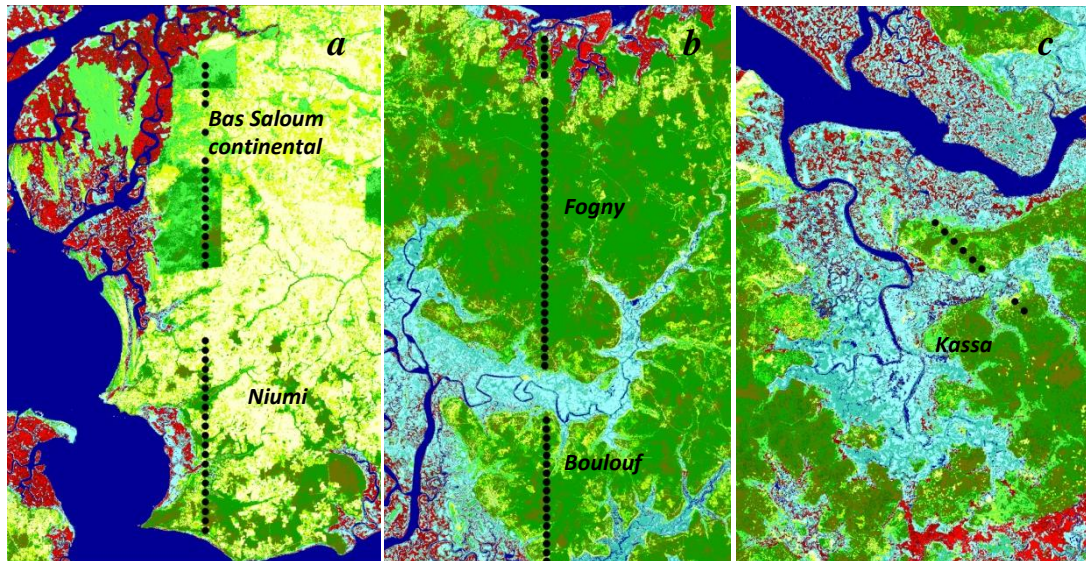 a
Bas Saloum
continental
Niumi
b
Fogny
Boulouf
c
Kassa